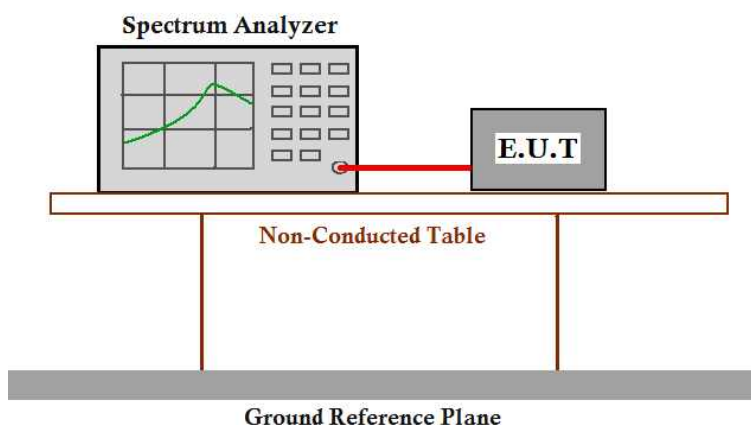 Spectrum Analyzer
E.U.T
Non-Conducted Table
Ground Reference Plane